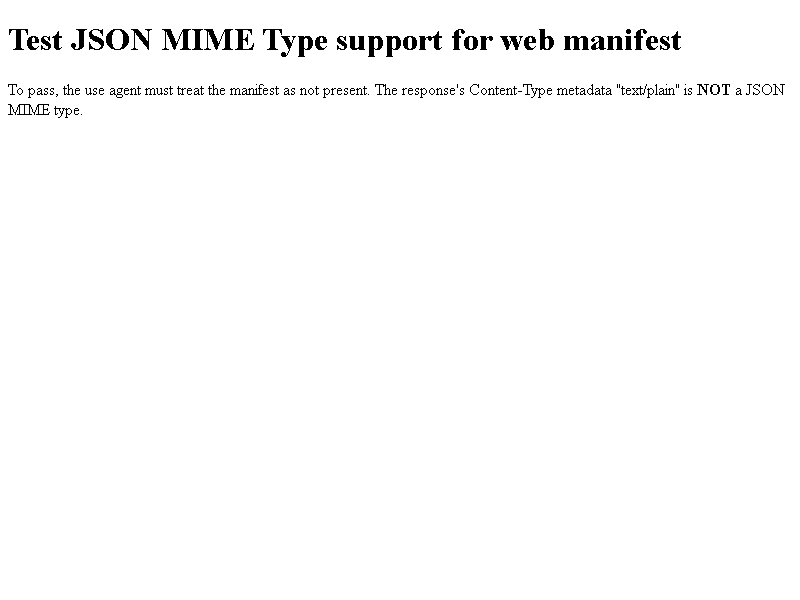 Test JSON MIME Type support for web manifest
To pass, the use agent must treat the manifest as not present. The response's Content-Type metadata "text/plain" is NOT a JSON
MIME type.